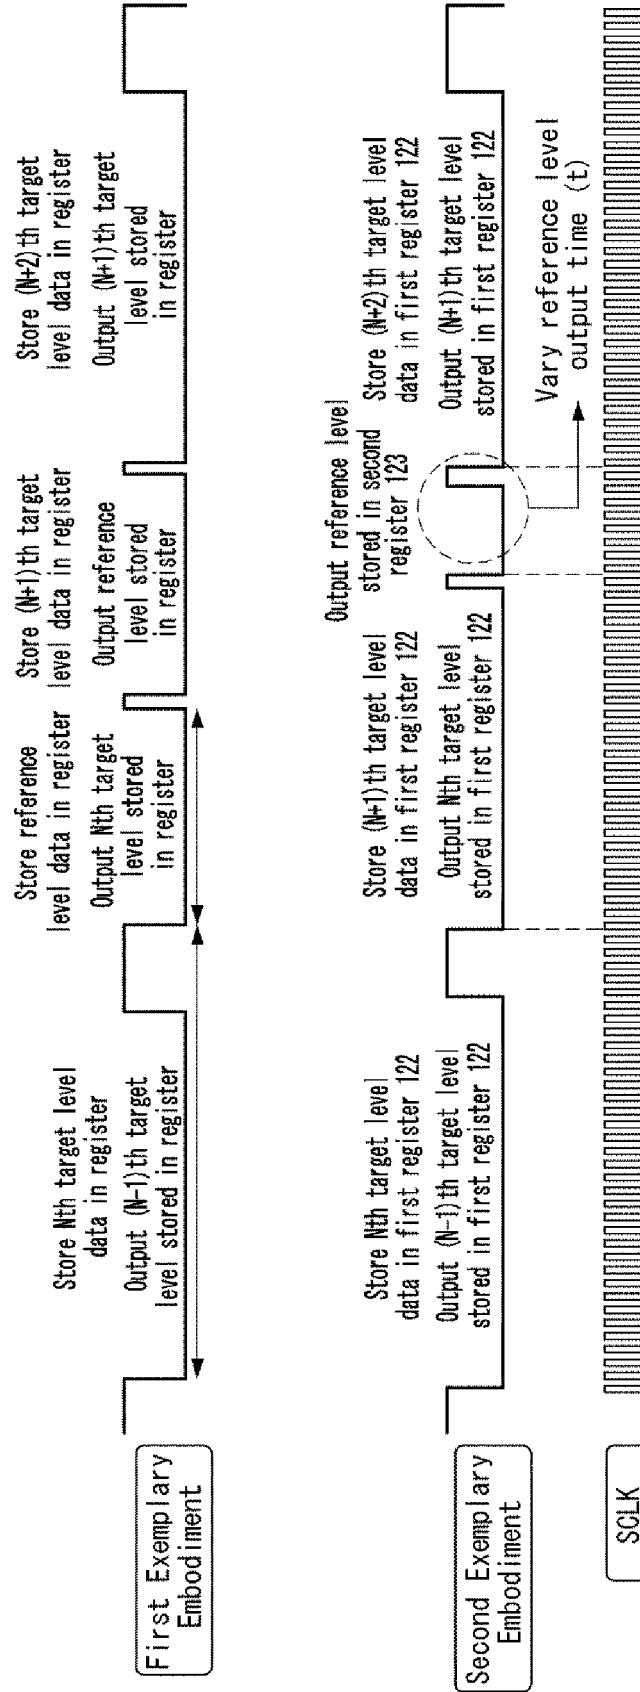 First Exemplary
Embodiment
Store Nth target level
data in register
Output (N-1)th target
level stored in register
Store reference
level data in register
Output Nth target
level stored
in register
Store (N+1)th target
level data in register
Output reference
level stored
in register
Store (N+2)th target
level data in register
Output (N+1)th target
level stored
in register
Second Exemplary
Embodiment
Store Nth target level
data in first register 122
Output (N-1)th target level
stored in first register 122
Store (N+1)th target level
data in first register 122
Output Nth target level
stored in first register 122
Output reference level
stored in second
register 123
Store (N+2)th target level
data in first register 122
Output (N+1)th target level
stored in first register 122
Vary reference level
output time (t)
SCLK